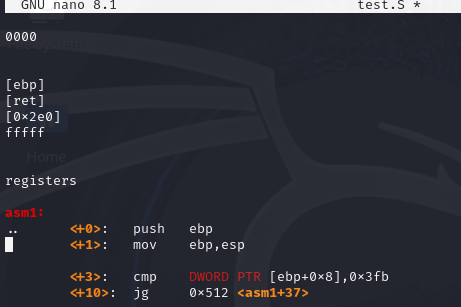 GNU nano 8.1 test.S *
0000
[ebp]
[ret]
[0×2e0]
fffff
Home
registers
asm1:
.. <+0>: push ebp
<+1>: mov ebp,esp
<+3>: cmp DWORD PTR [ebp+0×8],0×3fb
<+10>: jg 0×512 <asm1+37>